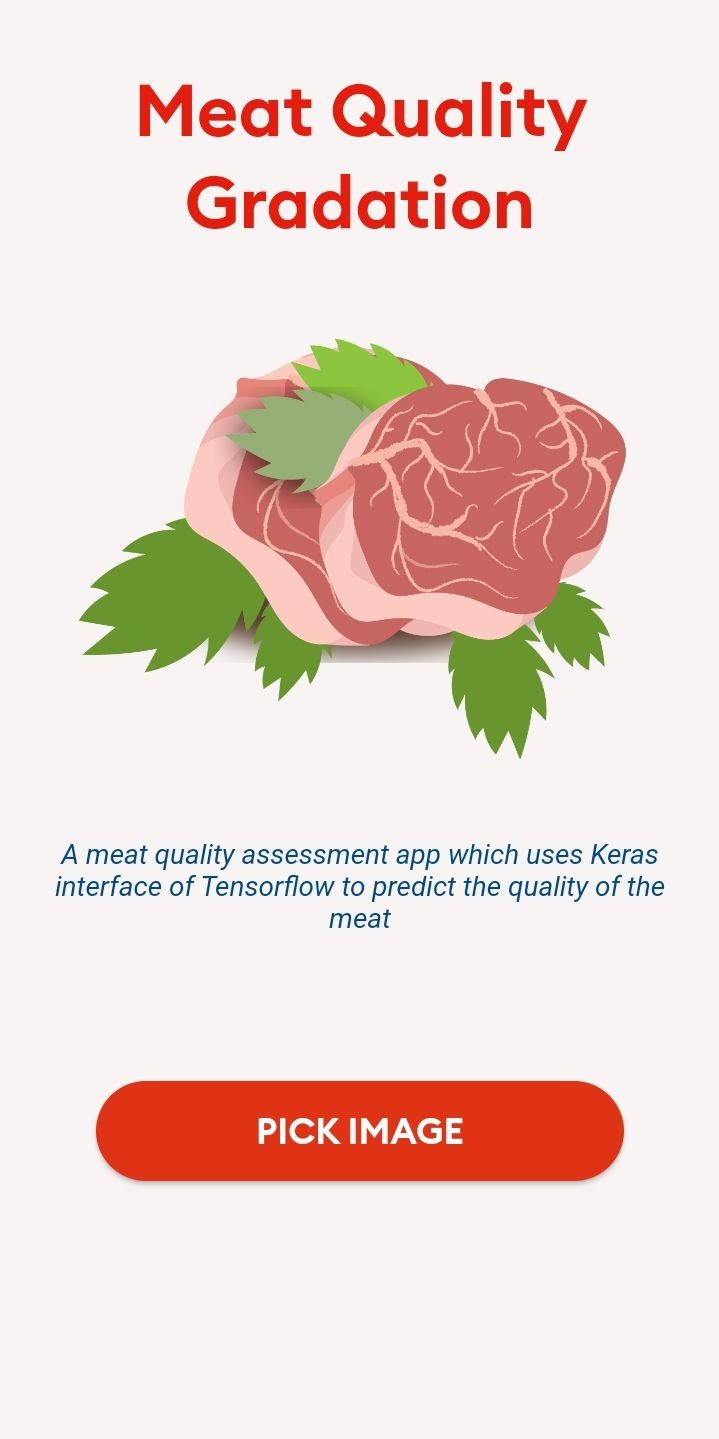 Meat Quality
Gradation
A meat quality assessment app which uses Keras
interface of Tensorflow to predict the quality of the
meat
PICK IMAGE